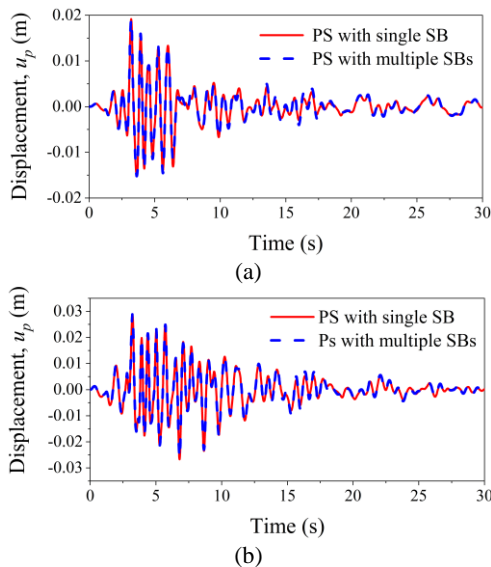 Displacement, u_p (m)
0.02
0.01
0.00
-0.01
-0.02
PS with single SB
PS with multiple SBs
0 5 10 15 20 25 30
Time (s)
(a)
Displacement, u_p (m)
0.03
0.02
0.01
0.00
-0.01
-0.02
-0.03
PS with single SB
Ps with multiple SBs
0 5 10 15 20 25 30
Time (s)
(b)